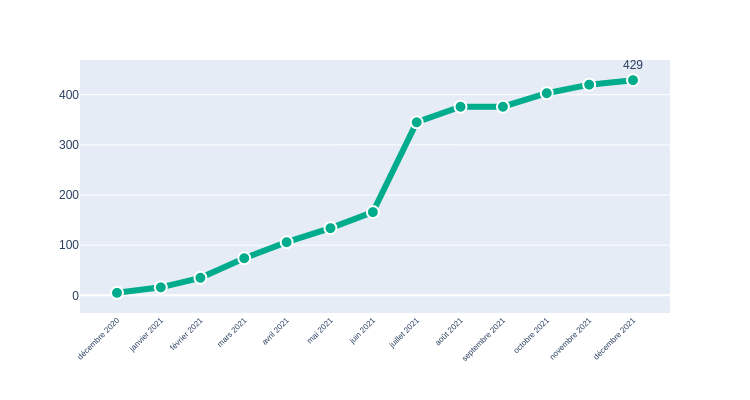 429
400
300
200
100
0
décembre 2020
janvier 2021
février 2021
mars 2021
avril 2021
mai 2021
juin 2021
juillet 2021
août 2021
septembre 2021
octobre 2021
novembre 2021
décembre 2021